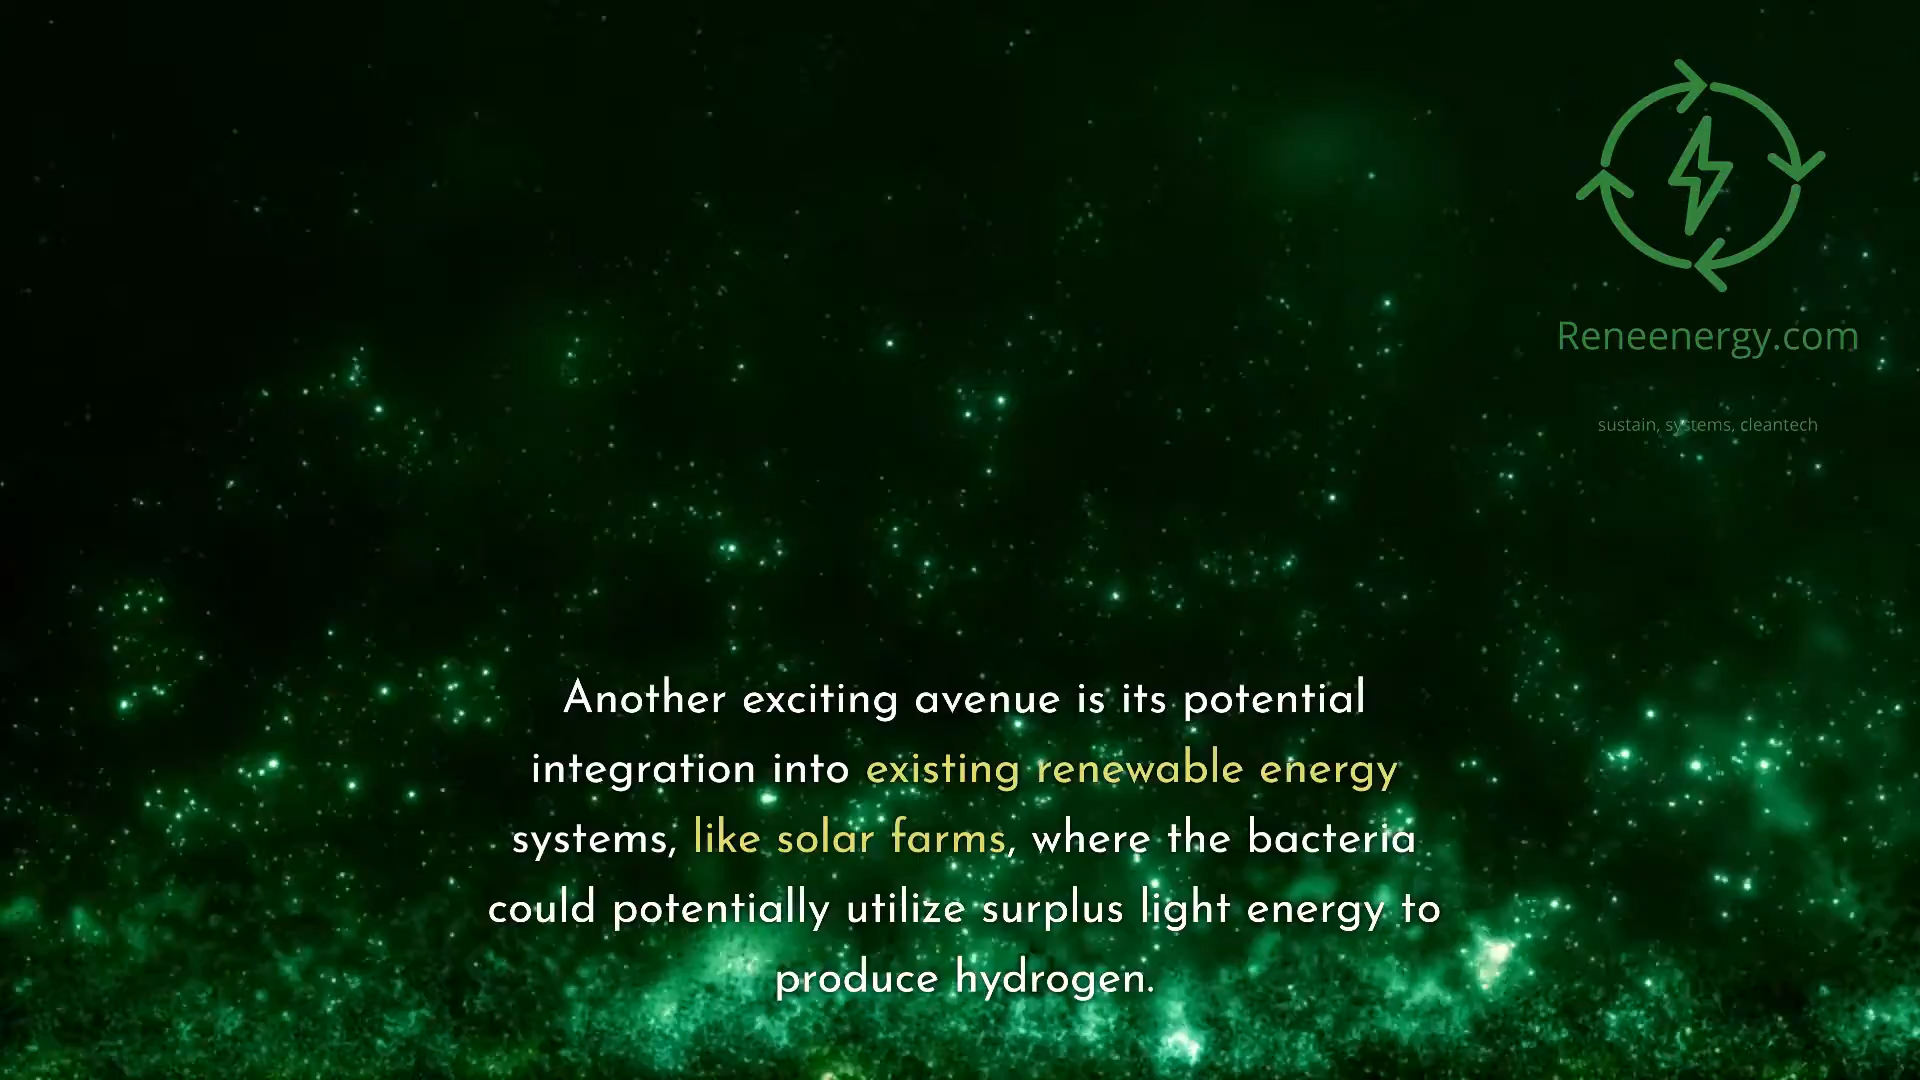 Reneenergy.com
sustain, systems, cleantech
Another exciting avenue is its potential
integration into existing renewable energy
systems, like solar farms, where the bacteria
could potentially utilize surplus light energy to
produce hydrogen.